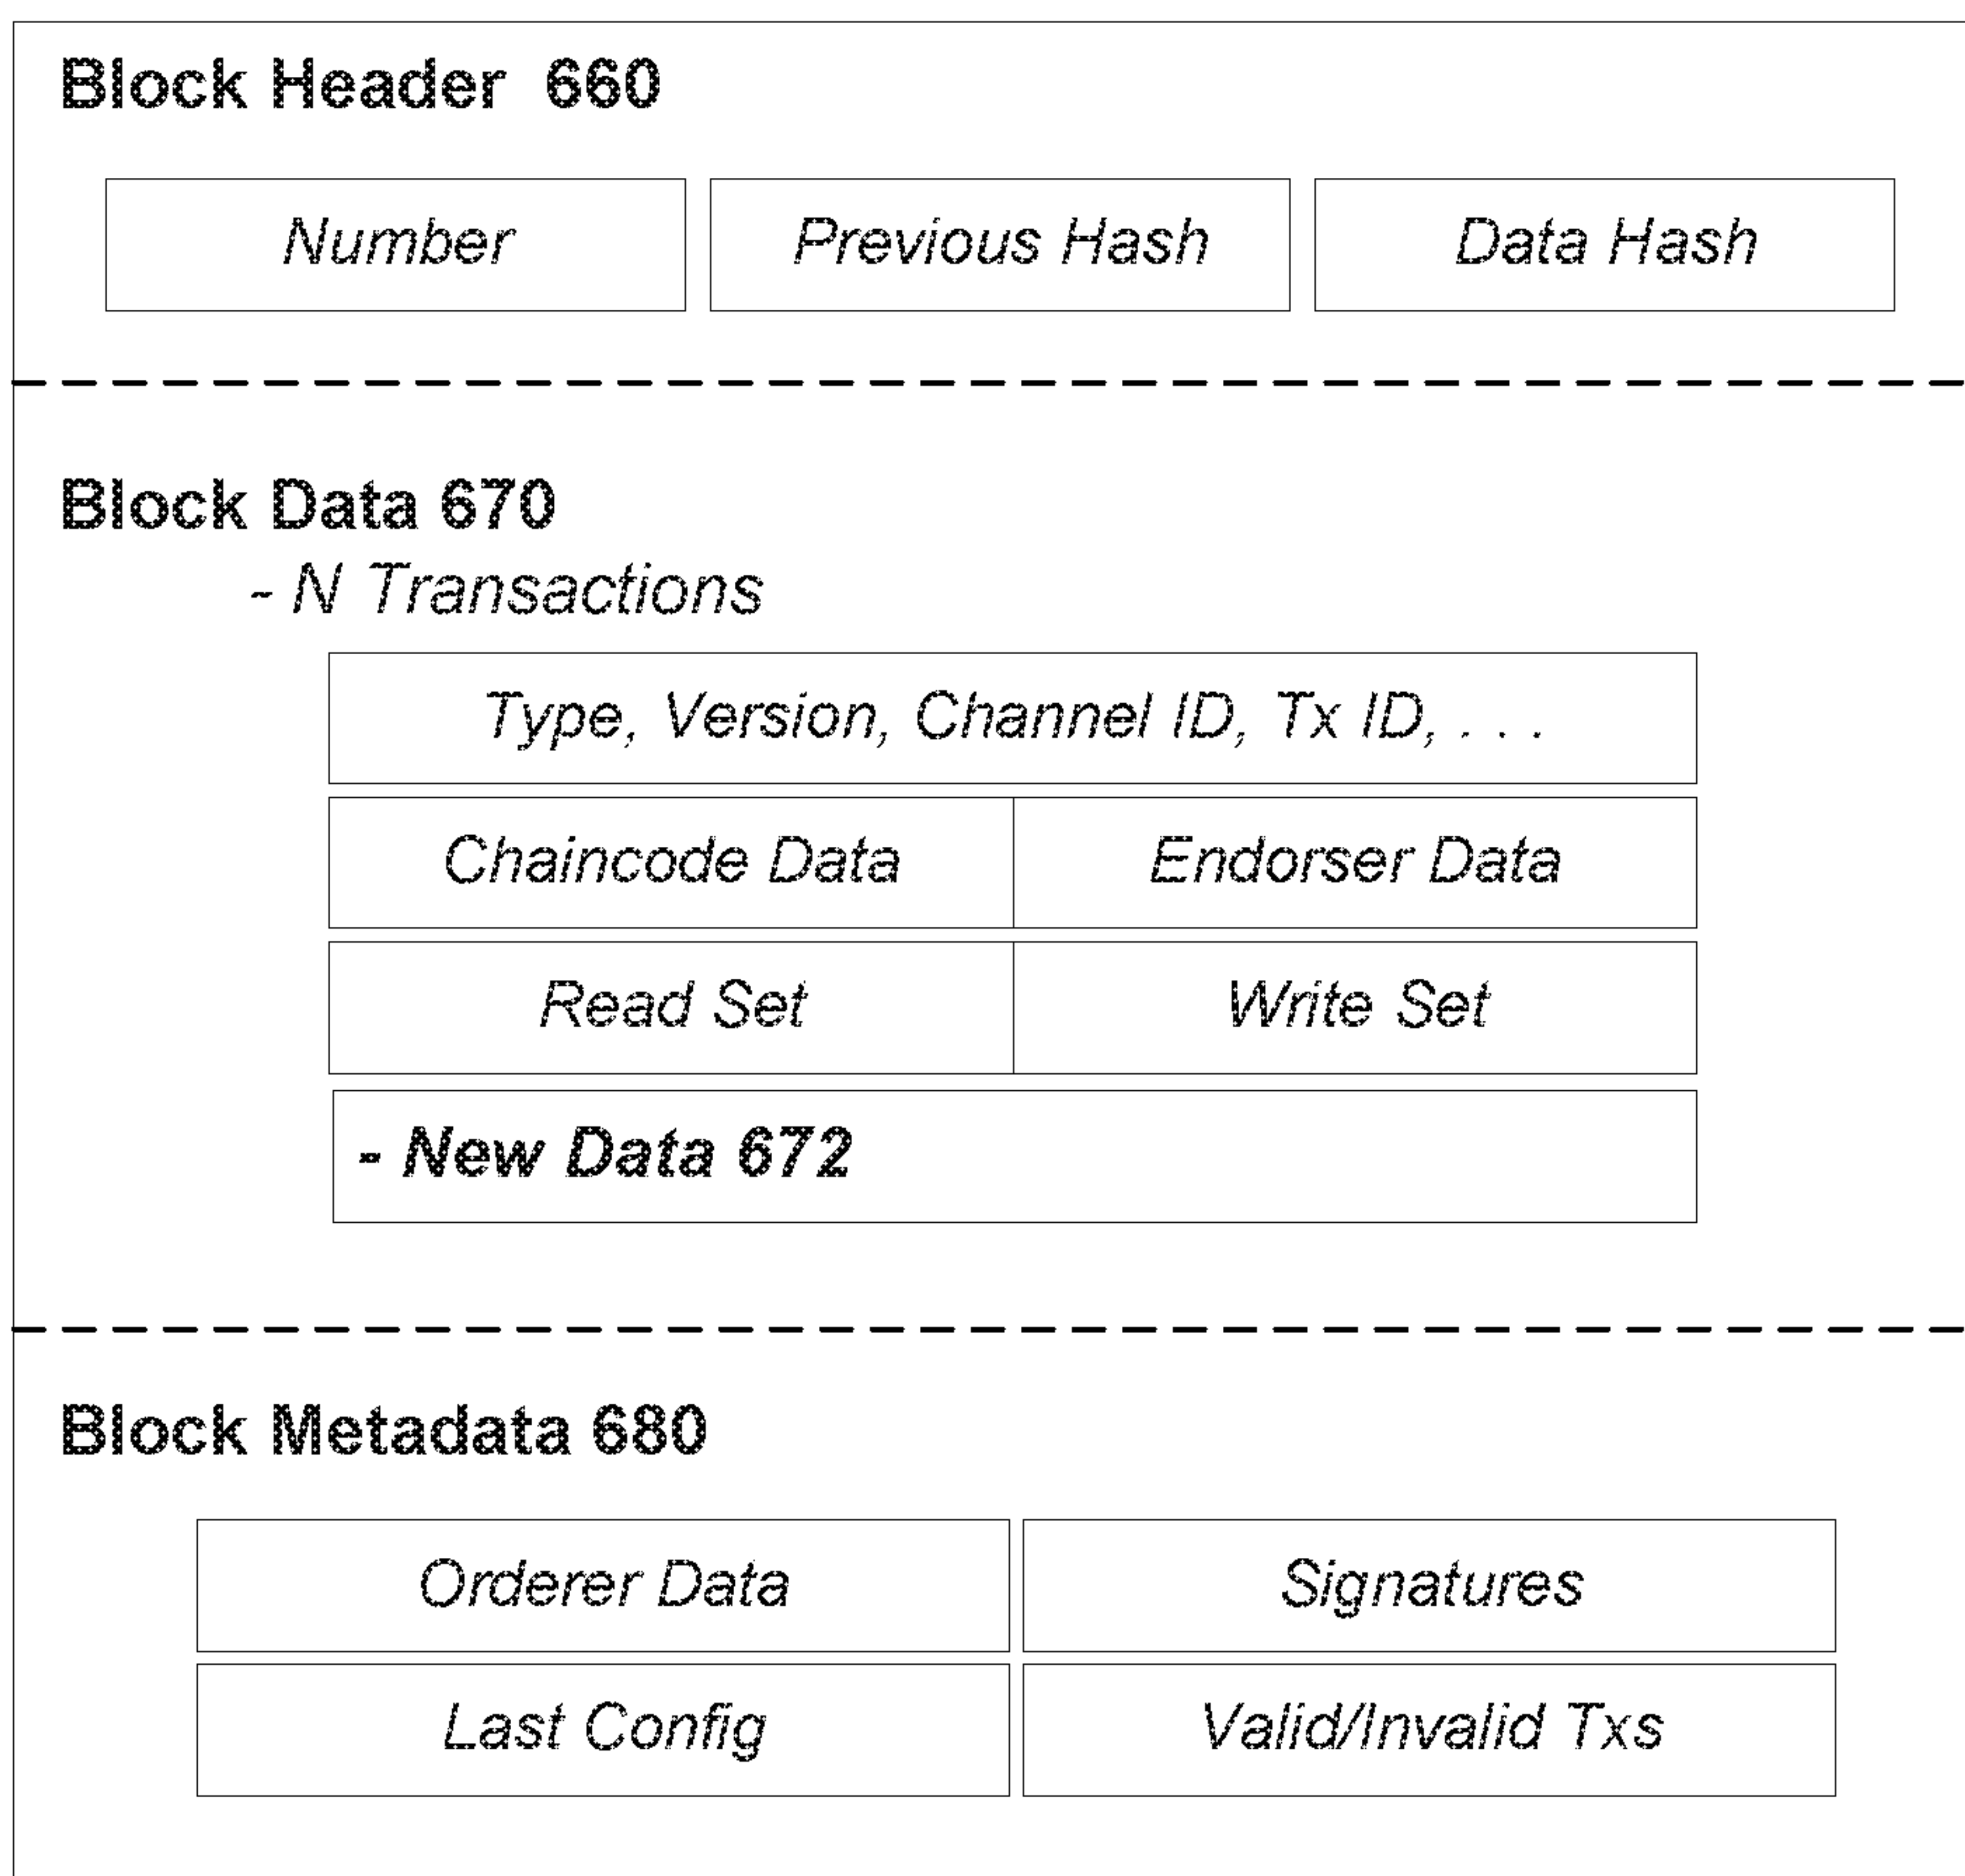 Block Header 660
Number Previous Hash Data Hash
Block Data 670
- N Transactions
Type, Version, Channel ID, Tx ID, . . .
Chaincode Data Endorser Data
Read Set Write Set
- New Data 672
Block Metadata 680
Orderer Data Signatures
Last Config Valid/Invalid Txs